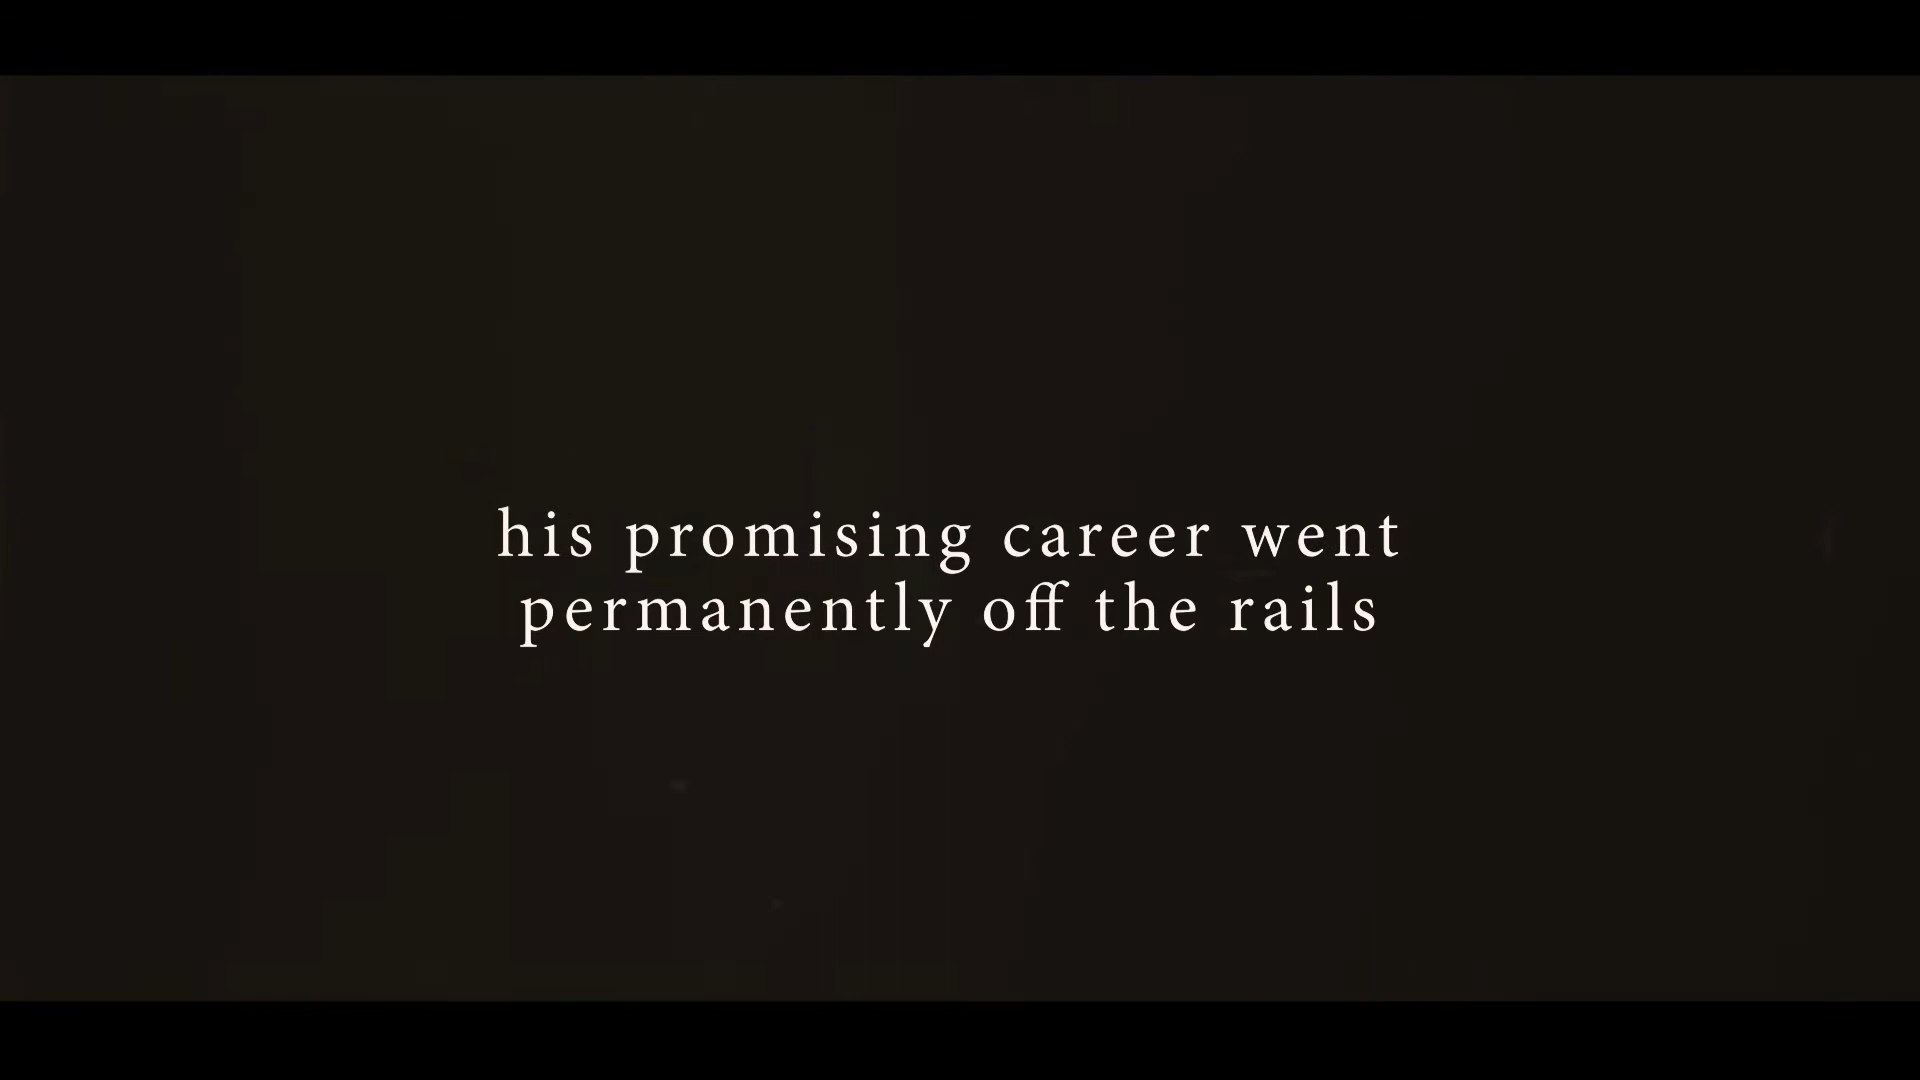 his promising career went
permanently off the rails